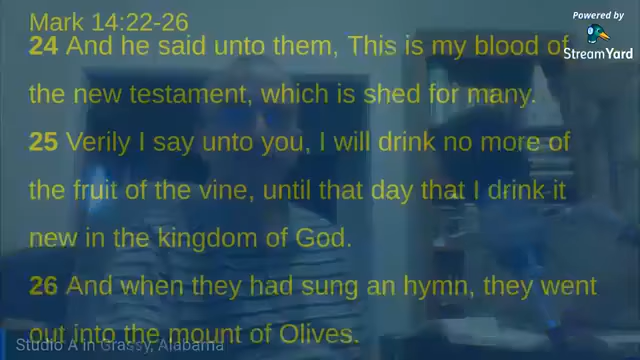 Mark 14:22-26
Powered by
StreamYard
24 And he said unto them, This is my blood of
the new testament, which is shed for many.
25 Verily I say unto you, I will drink no more of
the fruit of the vine, until that day that I drink it
new in the kingdom of God.
26 And when they had sung an hymn, they went
out into the mount of Olives.
Studio A in Grassy, Alabama